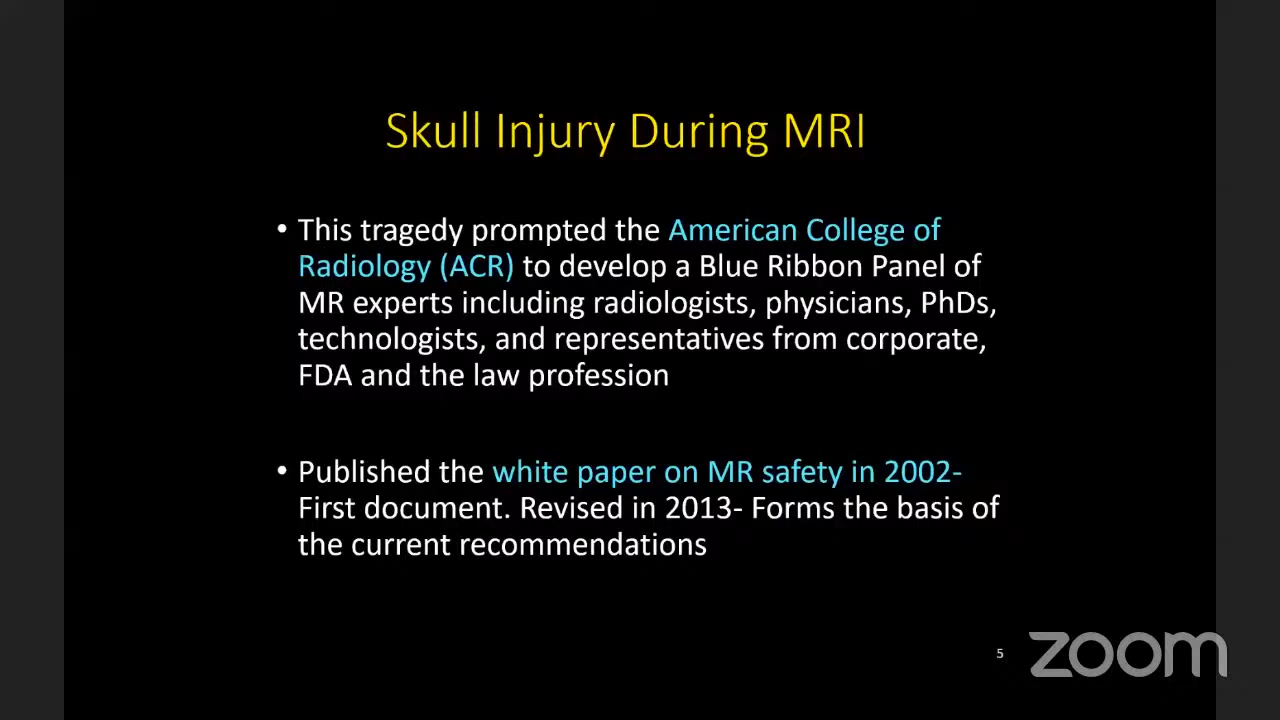 Skull Injury During MRI
• This tragedy prompted the American College of
Radiology (ACR) to develop a Blue Ribbon Panel of
MR experts including radiologists, physicians, PhDs,
technologists, and representatives from corporate,
FDA and the law profession
• Published the white paper on MR safety in 2002-
First document. Revised in 2013- Forms the basis of
the current recommendations
5
zoom